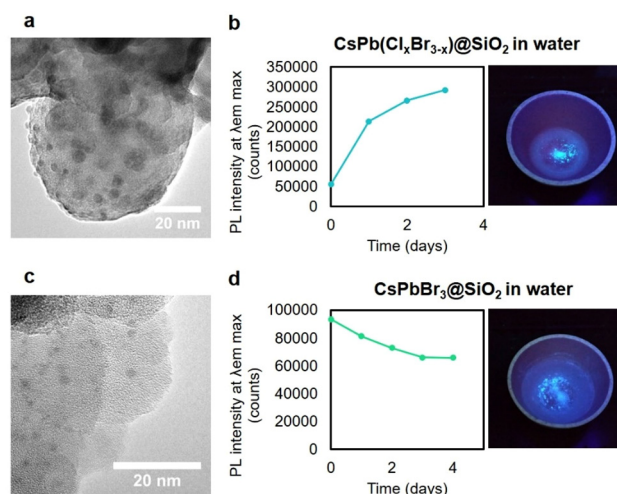 a
20 nm
b
CsPb(ClxBr3-x)@SiO2 in water
PL intensity at λem max
(counts)
350000
300000
250000
200000
150000
100000
50000
0
0
2
4
Time (days)
c
20 nm
d
CsPbBr3@SiO2 in water
PL intensity at λem max
(counts)
100000
80000
60000
40000
20000
0
0
2
4
Time (days)